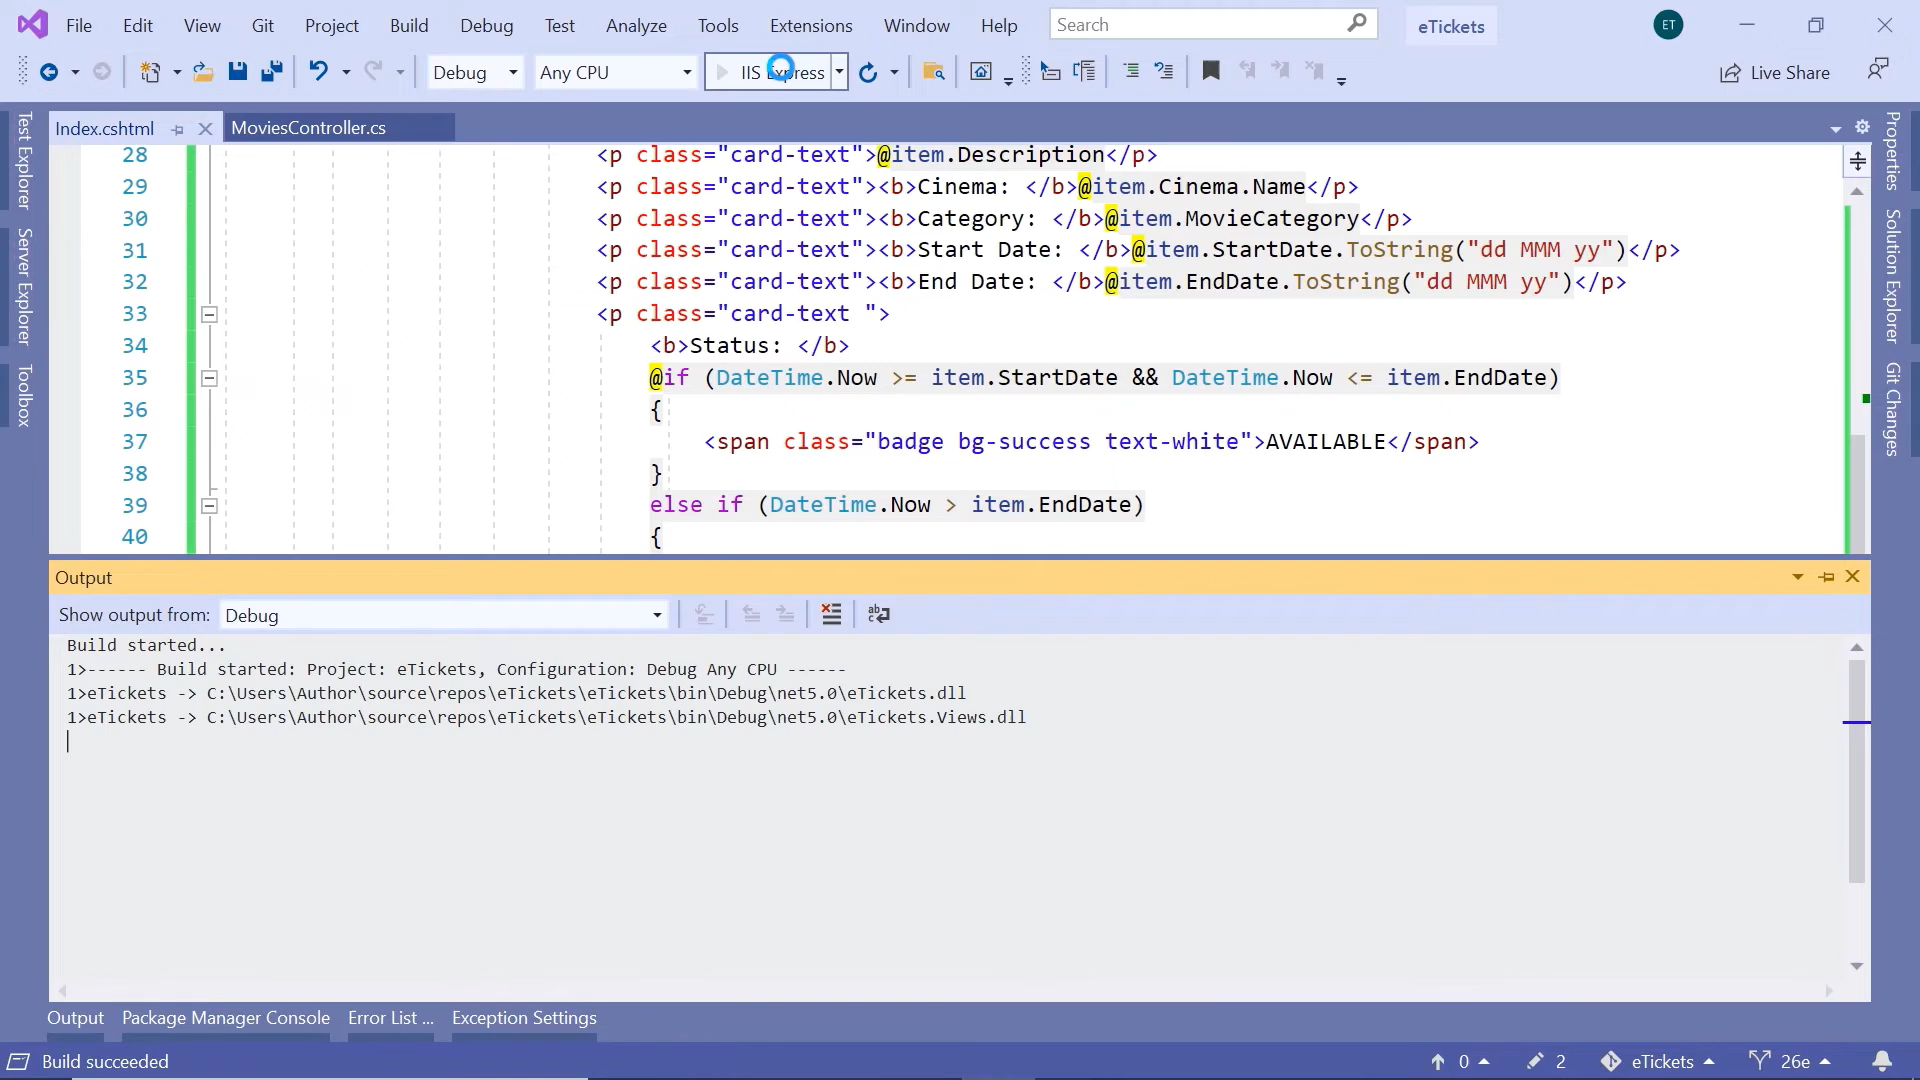 File Edit View Git Project Build Debug Test Analyze Tools Extensions Window Help Search eTickets ET
Debug Any CPU IIS Express Live Share
Index.cshtml MoviesController.cs
28 <p class="card-text">@item.Description</p>
29 <p class="card-text"><b>Cinema: </b>@item.Cinema.Name</p>
30 <p class="card-text"><b>Category: </b>@item.MovieCategory</p>
31 <p class="card-text"><b>Start Date: </b>@item.StartDate.ToString("dd MMM yy")</p>
32 <p class="card-text"><b>End Date: </b>@item.EndDate.ToString("dd MMM yy")</p>
33 <p class="card-text ">
34 <b>Status: </b>
35 @if (DateTime.Now >= item.StartDate && DateTime.Now <= item.EndDate)
36 {
37 <span class="badge bg-success text-white">AVAILABLE</span>
38 }
39 else if (DateTime.Now > item.EndDate)
40 {
Test Explorer
Server Explorer
Toolbox
Properties
Solution Explorer
Git Changes
Output
Show output from: Debug
Build started...
1>------ Build started: Project: eTickets, Configuration: Debug Any CPU ------
1>eTickets -> C:\Users\Author\source\repos\eTickets\eTickets\bin\Debug\net5.0\eTickets.dll
1>eTickets -> C:\Users\Author\source\repos\eTickets\eTickets\bin\Debug\net5.0\eTickets.Views.dll
Output Package Manager Console Error List ... Exception Settings
Build succeeded 0 2 eTickets 26e